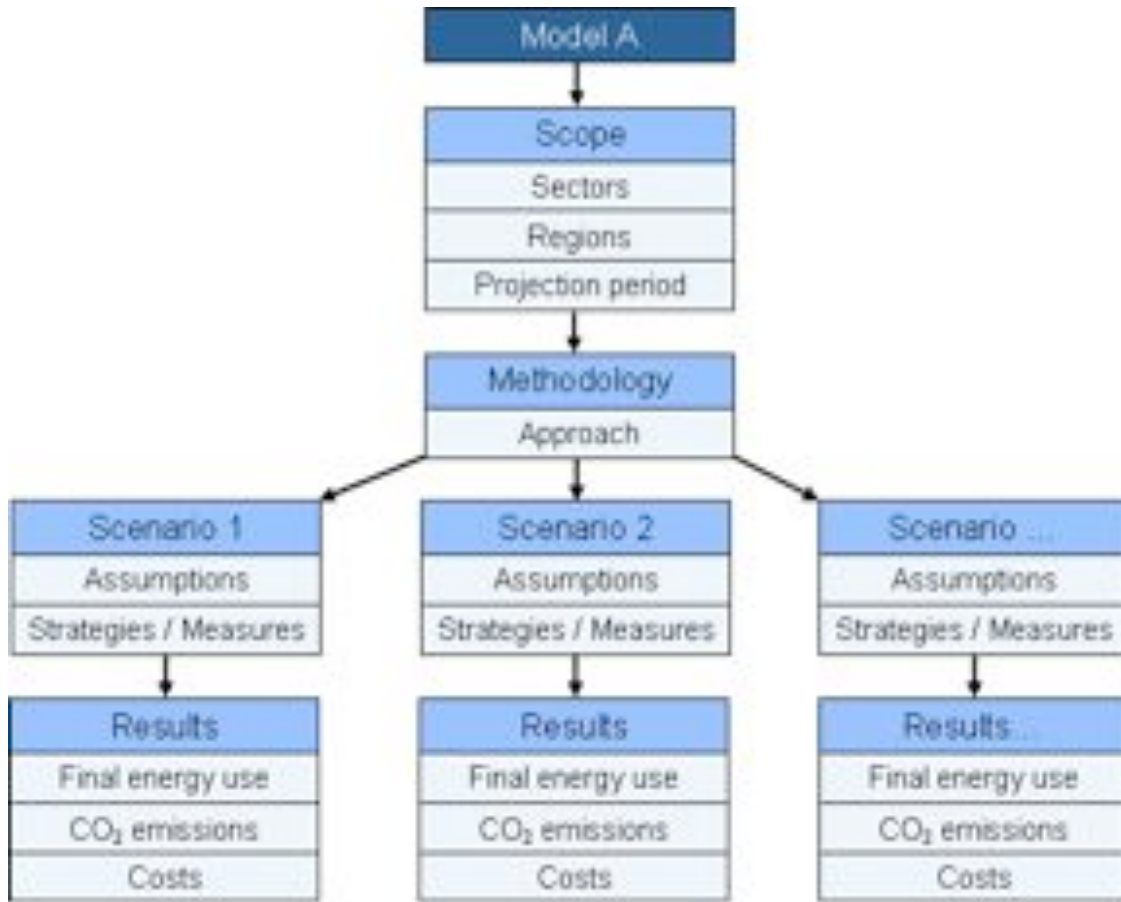 Model A
Scope
Sectors
Regions
Projection period
Methodology
Approach
Scenario 1
Assumptions
Strategies / Measures
Scenario 2
Assumptions
Strategies / Measures
Scenario ...
Assumptions
Strategies / Measures
Results
Final energy use
CO₂ emissions
Costs
Results
Final energy use
CO₂ emissions
Costs
Results...
Final energy use
CO₂ emissions
Costs